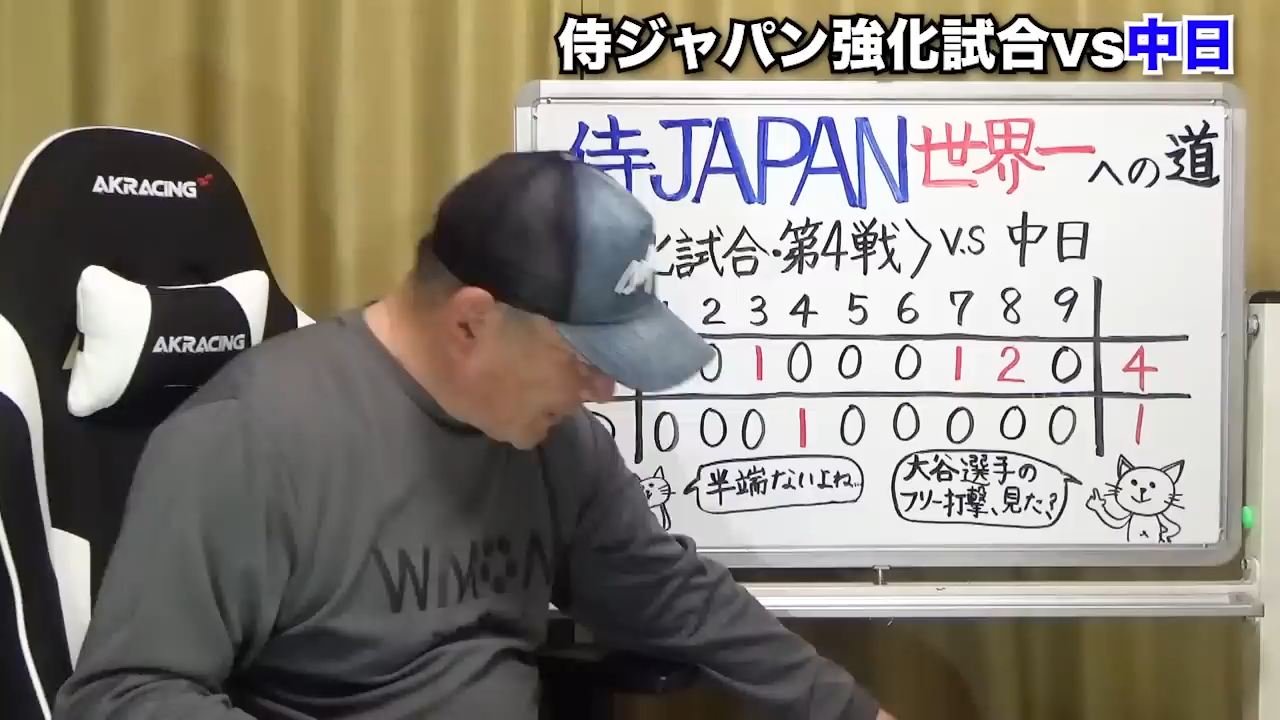 侍ジャパン強化試合vs中日
侍JAPAN世界一への道
化試合・第4戦〉V.S 中日
2 3 4 5 6 7 8 9
0 1 0 0 0 1 2 0 4
0 0 0 1 0 0 0 0 0 1
半端ないよね…
大谷選手の
フリー打撃、見た?
AKRACING
AKRACING